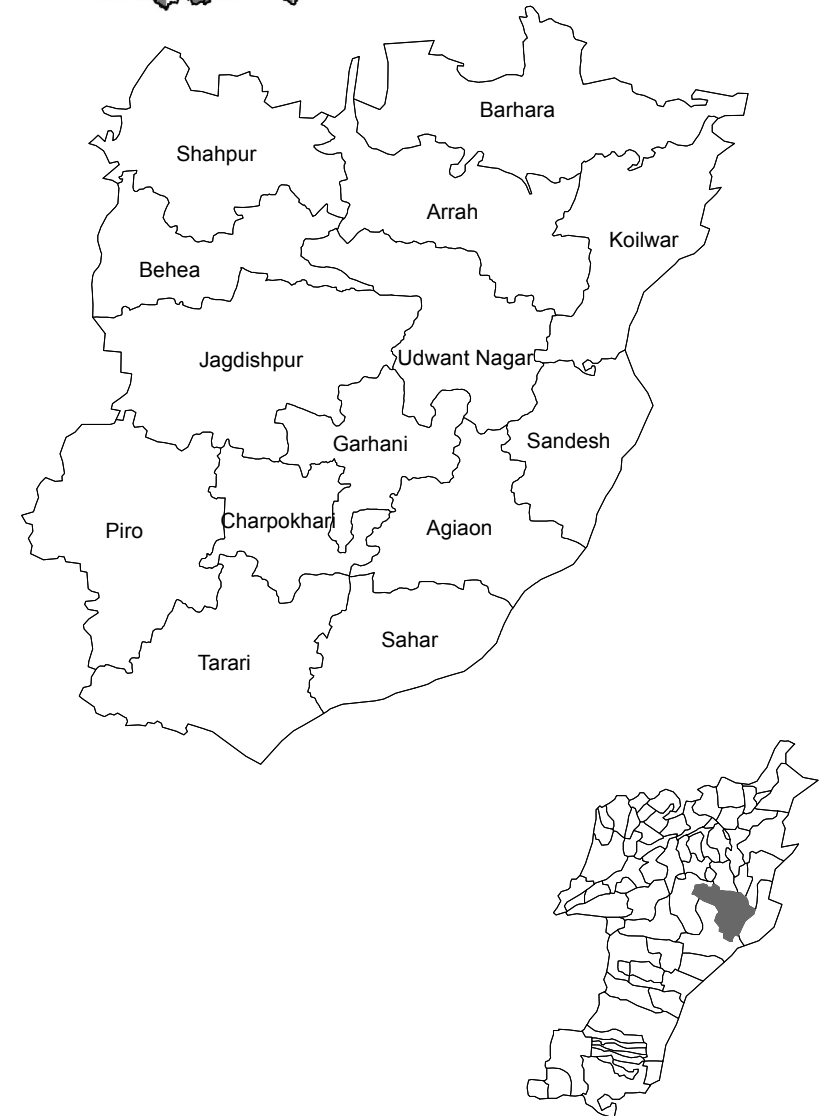 Barhara
Shahpur
Arrah
Koilwar
Behea
Jagdishpur
Udwant Nagar
Garhani
Sandesh
Charpokhari
Agiaon
Piro
Sahar
Tarari